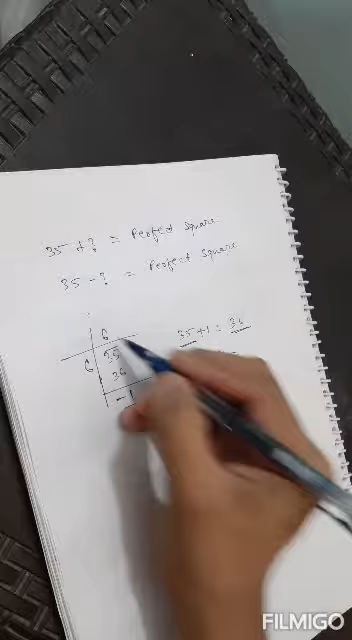 35 + ? = Perfect Square
35 - ? = Perfect Square
6
6 35
36
-1
35+1 = 36
FILMIGO